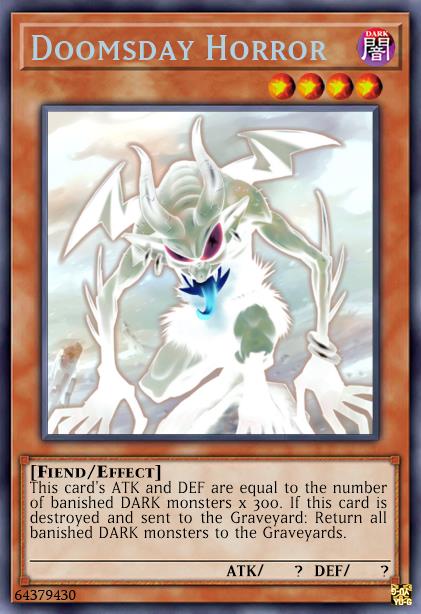 Doomsday Horror
DARK
闇
[Fiend/Effect]
This card's ATK and DEF are equal to the number
of banished DARK monsters x 300. If this card is
destroyed and sent to the Graveyard: Return all
banished DARK monsters to the Graveyards.
ATK/ ? DEF/ ?
64379430